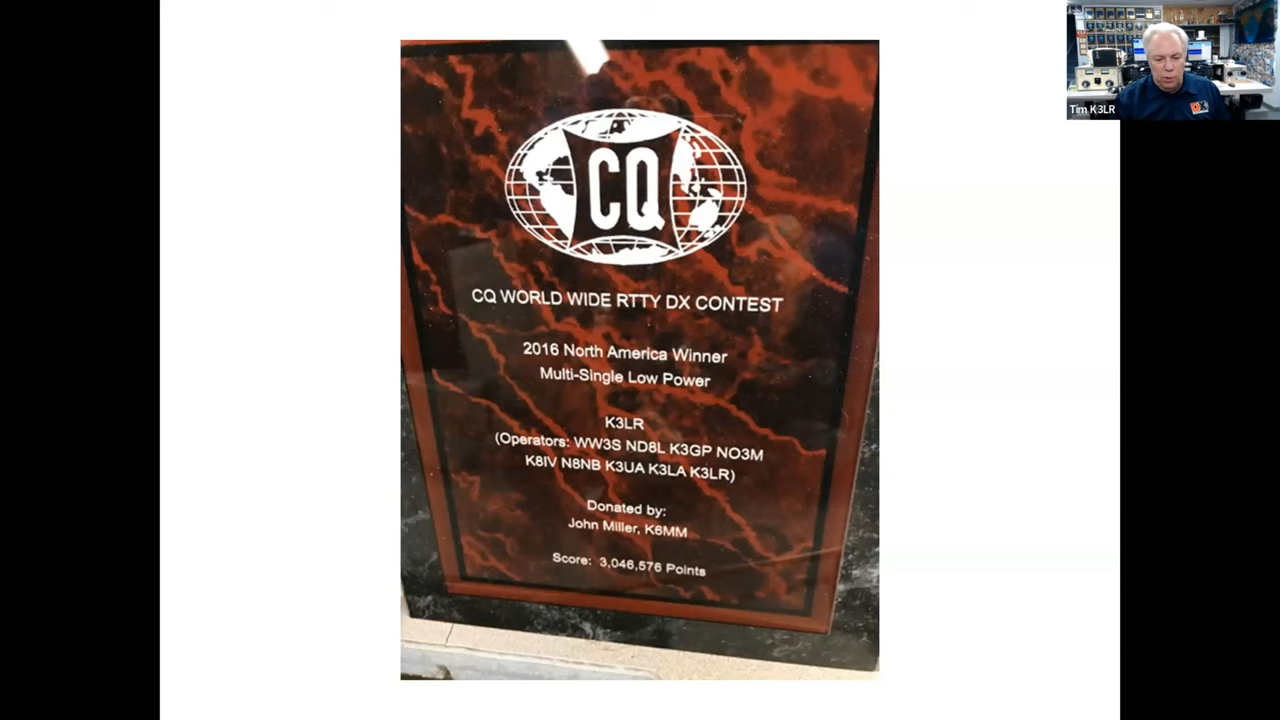 CQ
CQ WORLD WIDE RTTY DX CONTEST
2016 North America Winner
Multi-Single Low Power
K3LR
(Operators: WW3S ND8L K3GP NO3M
K8IV N8NB K3UA K3LA K3LR)
Donated by:
John Miller, K6MM
Score: 3,046,576 Points
Tim K3LR
DX